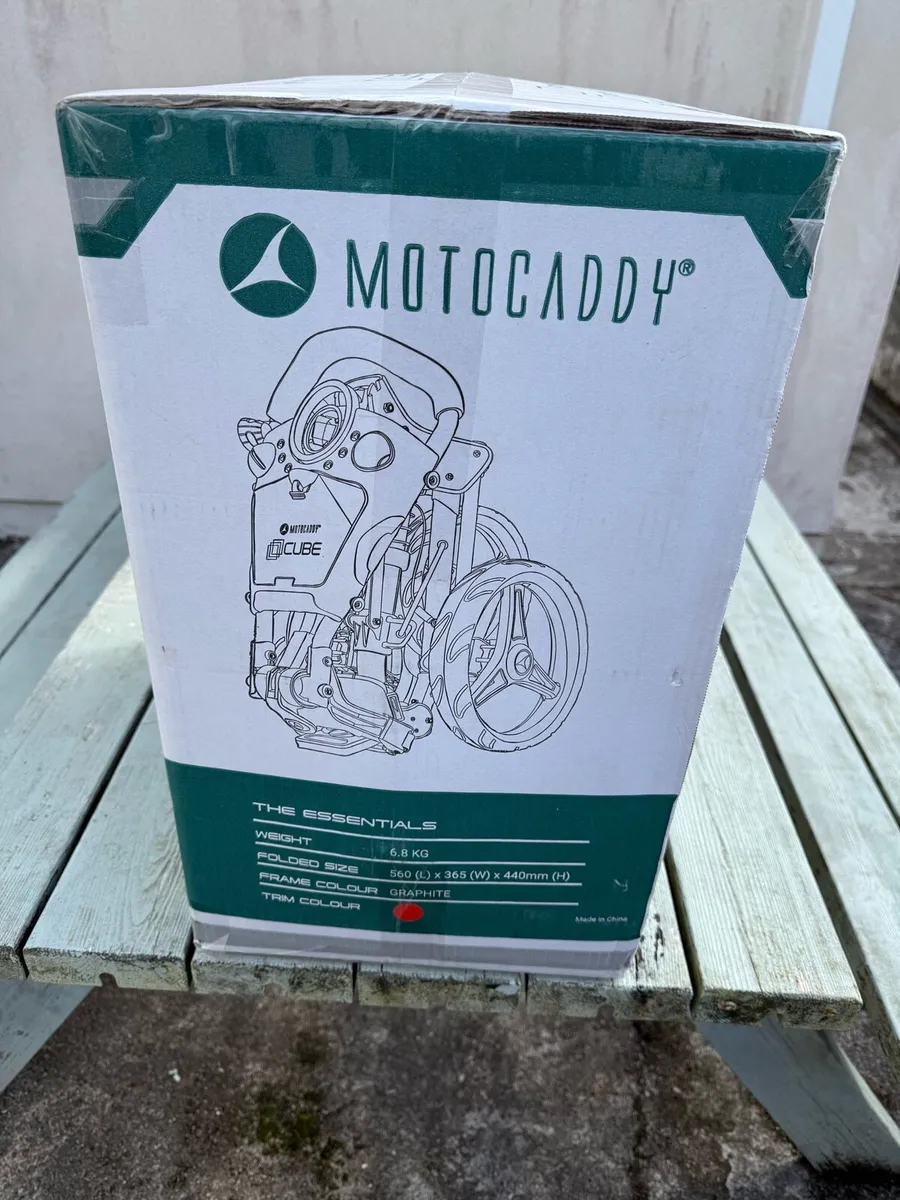 MOTOCADDY®
MOTOCADDY
CUBE
THE ESSENTIALS
WEIGHT 6.8 KG
FOLDED SIZE 560 (L) x 365 (W) x 440mm (H)
FRAME COLOUR GRAPHITE
TRIM COLOUR
Made in China